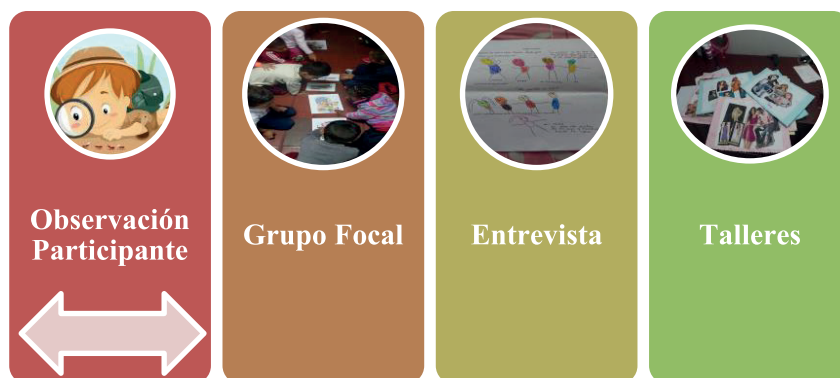 Observación
Participante
Grupo Focal
Entrevista
Talleres